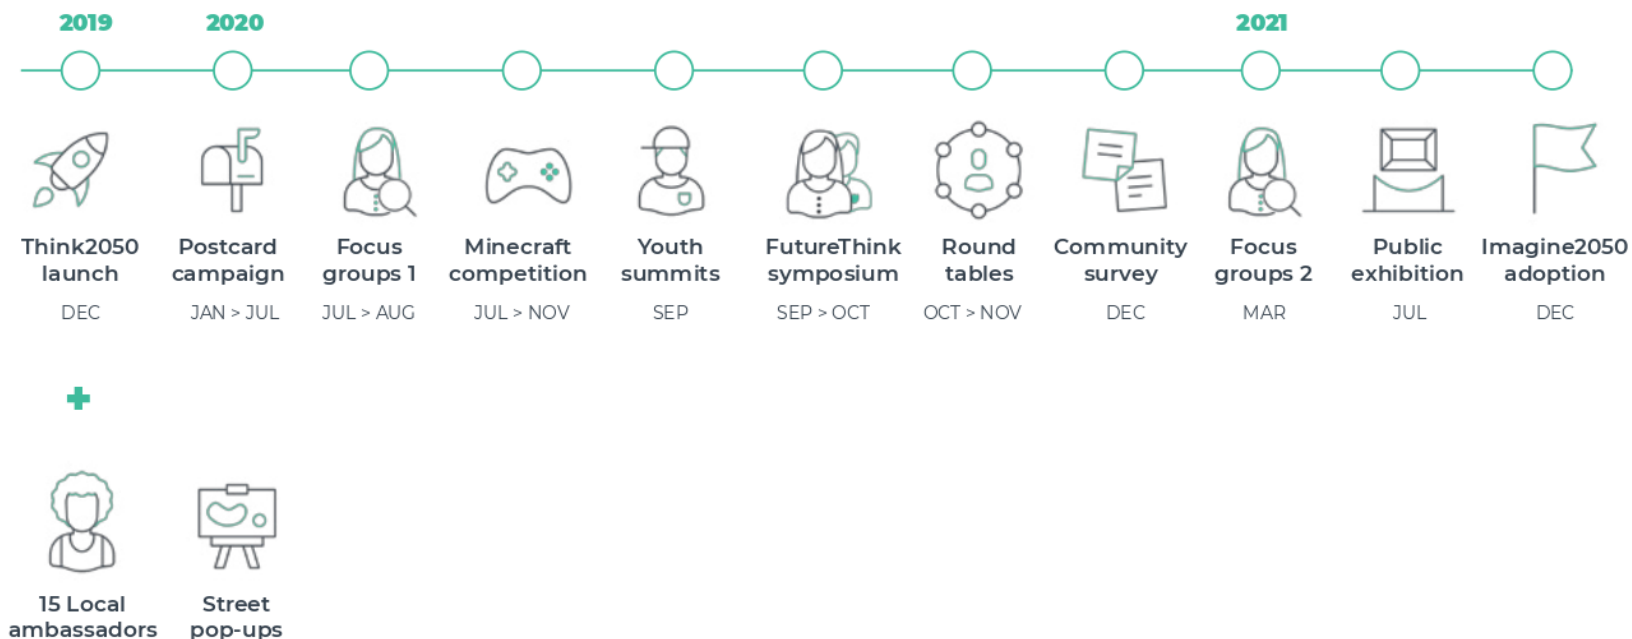 2019 2020 2021
Think2050 Postcard Focus Minecraft Youth FutureThink Round Community Focus Public Imagine2050
launch campaign groups 1 competition summits symposium tables survey groups 2 exhibition adoption
DEC JAN > JUL JUL > AUG JUL > NOV SEP SEP > OCT OCT > NOV DEC MAR JUL DEC
+
15 Local Street
ambassadors pop-ups